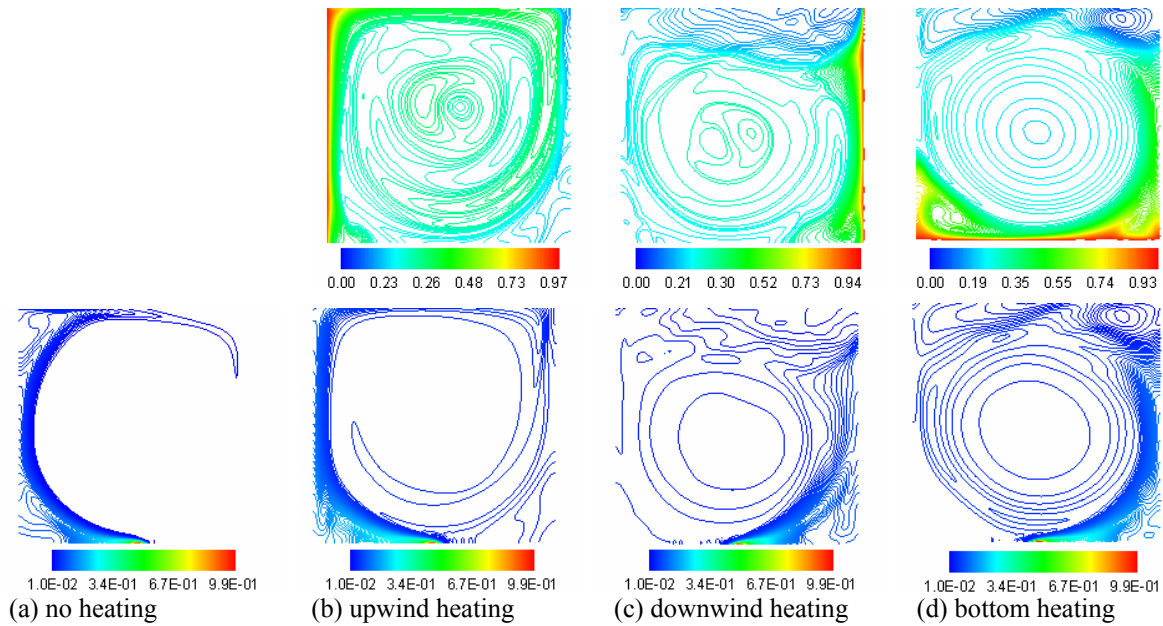 0.00 0.23 0.26 0.48 0.73 0.97
0.00 0.21 0.30 0.52 0.73 0.94
0.00 0.19 0.35 0.55 0.74 0.93
1.0E-02 3.4E-01 6.7E-01 9.9E-01
1.0E-02 3.4E-01 6.7E-01 9.9E-01
1.0E-02 3.4E-01 6.7E-01 9.9E-01
1.0E-02 3.4E-01 6.7E-01 9.9E-01
(a) no heating
(b) upwind heating
(c) downwind heating
(d) bottom heating